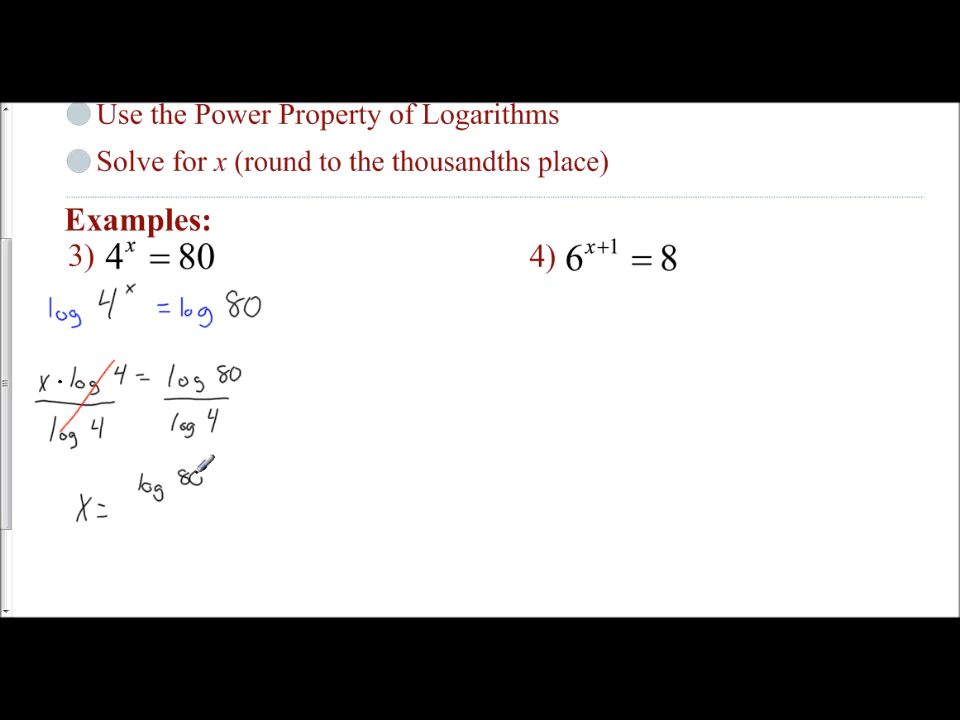 Use the Power Property of Logarithms
Solve for x (round to the thousandths place)
Examples:
3) 4^x = 80
4) 6^{x+1} = 8
log 4^x = log 80
x · log 4 = log 80
log 4 log 4
x = log 80